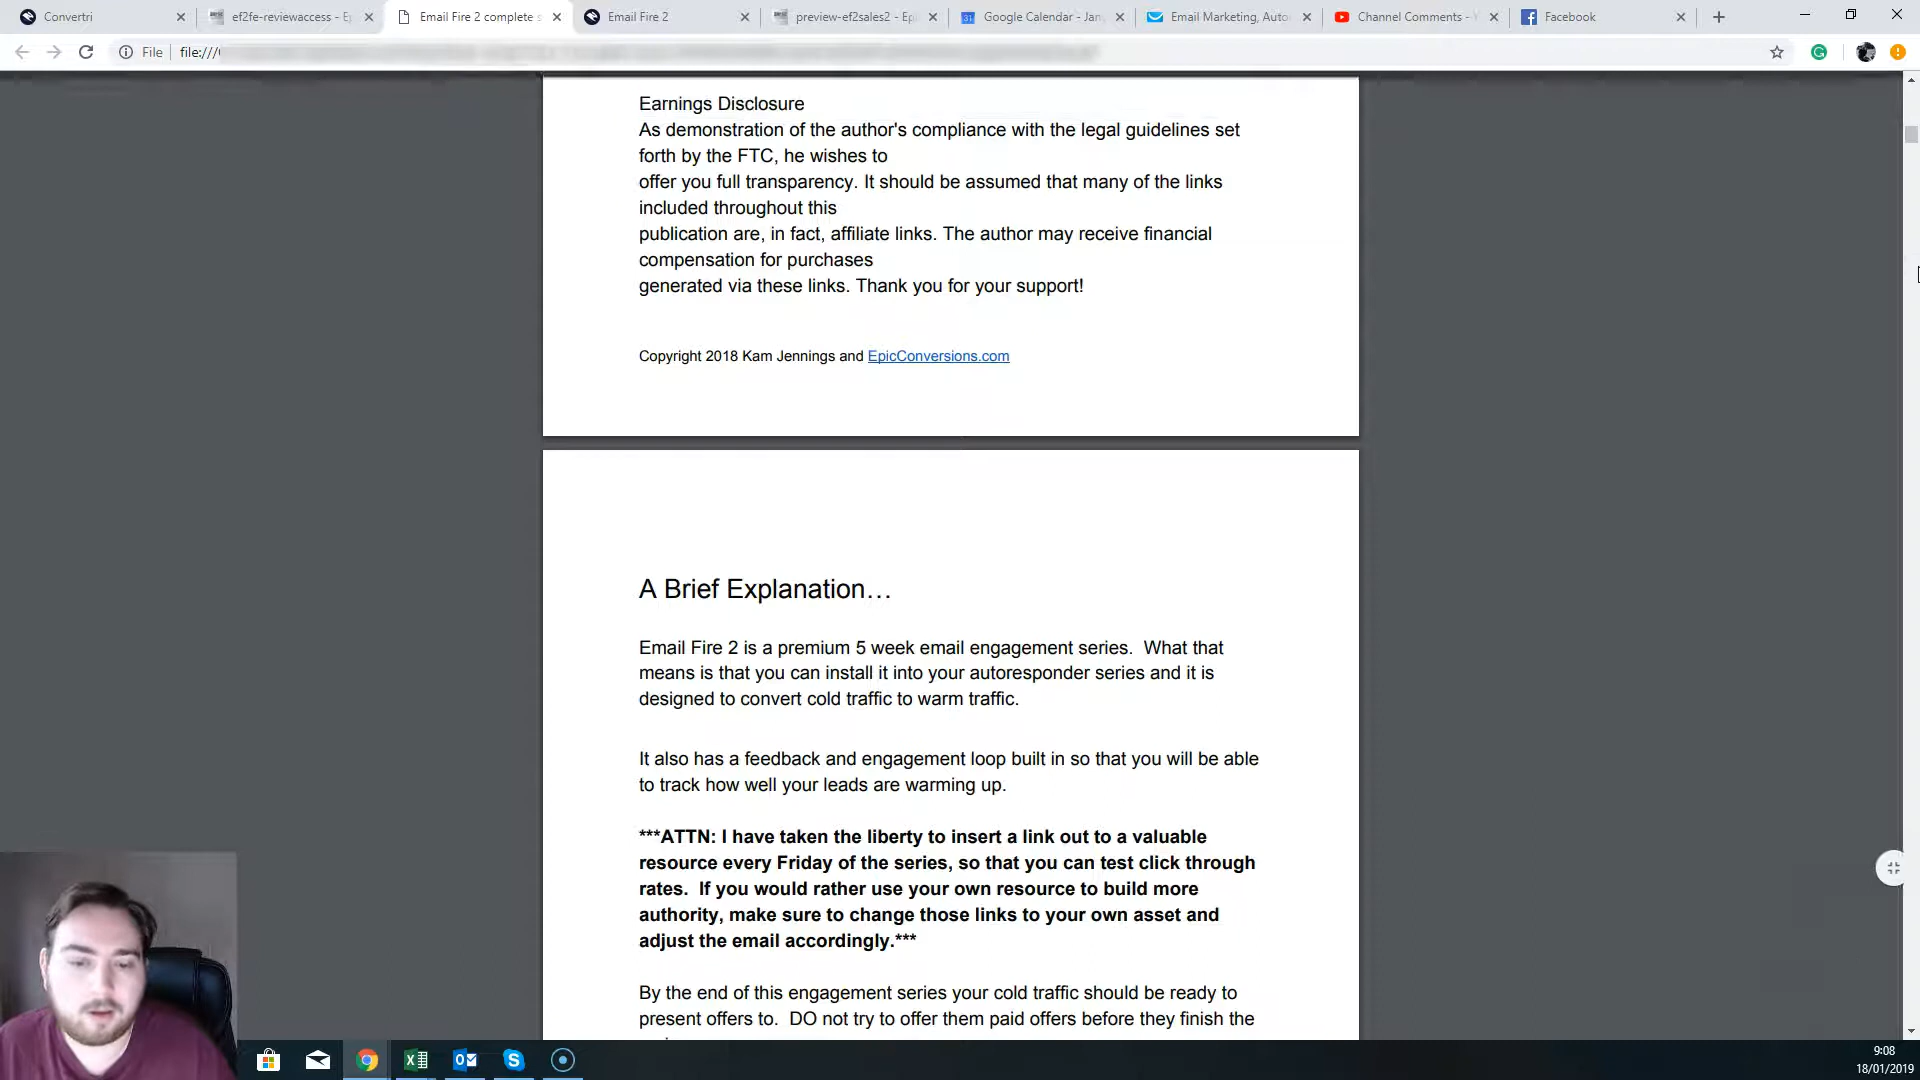 Convertri
ef2fe-reviewaccess - E
Email Fire 2 complete s
Email Fire 2
preview-ef2sales2 - Epi
Google Calendar - Jan
Email Marketing, Auto
Channel Comments - Y
Facebook
File
file:///
Earnings Disclosure
As demonstration of the author's compliance with the legal guidelines set
forth by the FTC, he wishes to
offer you full transparency. It should be assumed that many of the links
included throughout this
publication are, in fact, affiliate links. The author may receive financial
compensation for purchases
generated via these links. Thank you for your support!
Copyright 2018 Kam Jennings and EpicConversions.com
A Brief Explanation…
Email Fire 2 is a premium 5 week email engagement series. What that
means is that you can install it into your autoresponder series and it is
designed to convert cold traffic to warm traffic.
It also has a feedback and engagement loop built in so that you will be able
to track how well your leads are warming up.
***ATTN: I have taken the liberty to insert a link out to a valuable
resource every Friday of the series, so that you can test click through
rates. If you would rather use your own resource to build more
authority, make sure to change those links to your own asset and
adjust the email accordingly.***
By the end of this engagement series your cold traffic should be ready to
present offers to. DO not try to offer them paid offers before they finish the
9:08
18/01/2019